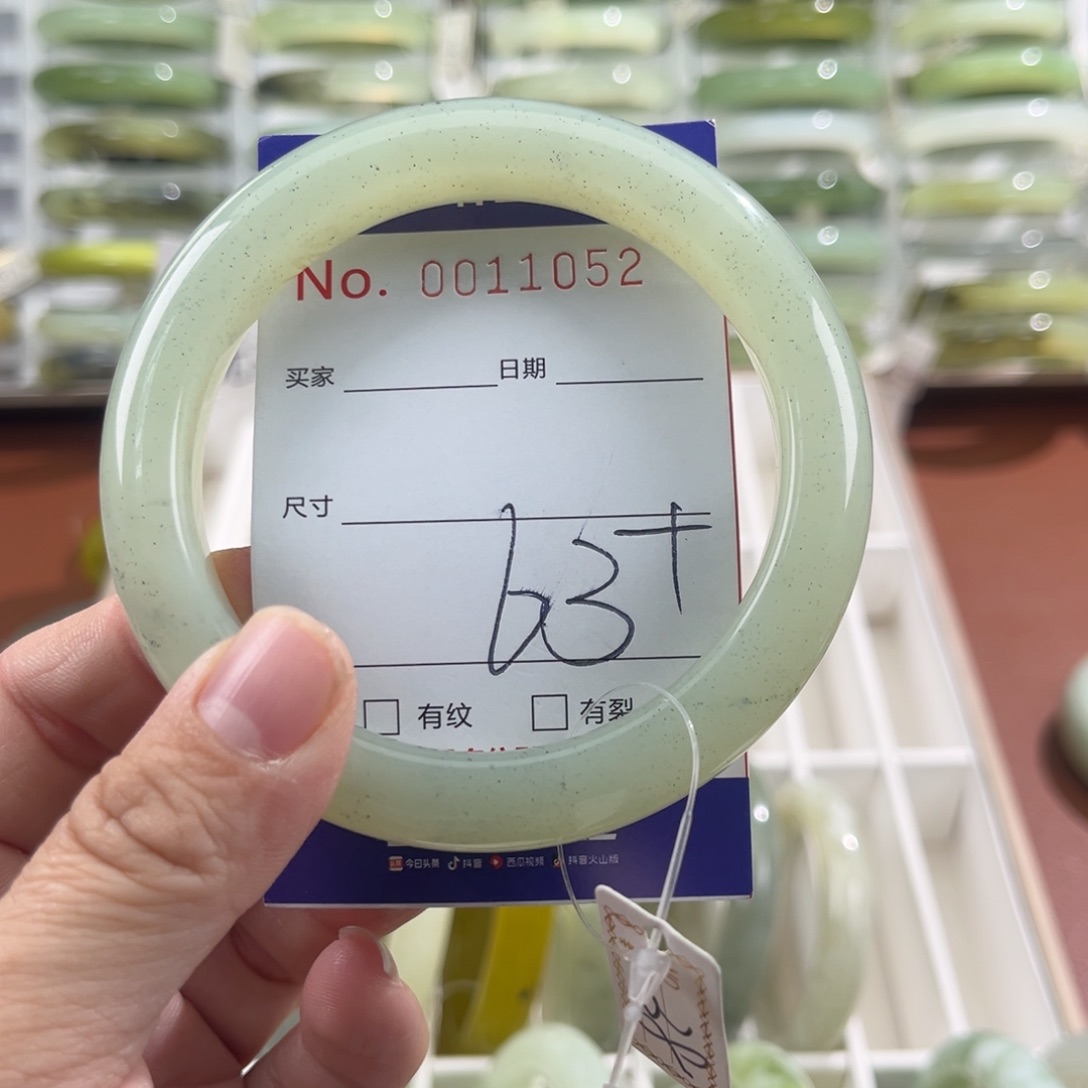 No. 0011052
买家 日期
尺寸
63+
有纹 有裂
今日头条 抖音 西瓜视频 抖音火山版